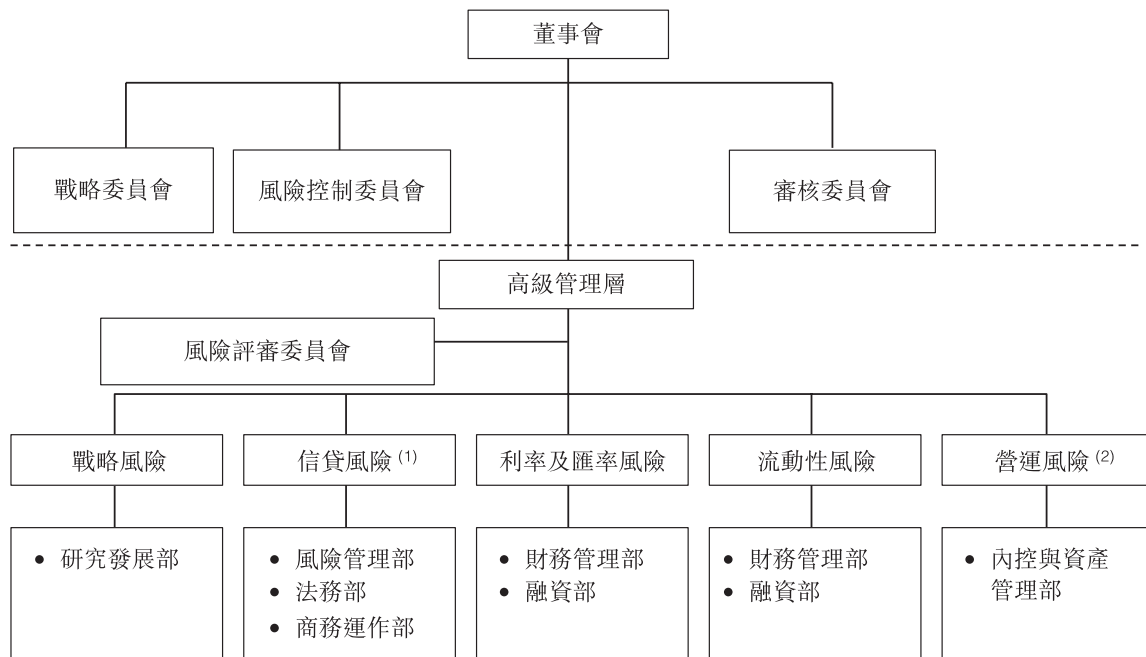 董事會
戰略委員會
風險控制委員會
審核委員會
高級管理層
風險評審委員會
戰略風險
信貸風險 (1)
利率及匯率風險
流動性風險
營運風險 (2)
• 研究發展部
• 風險管理部
• 法務部
• 商務運作部
• 財務管理部
• 融資部
• 財務管理部
• 融資部
• 內控與資產
管理部